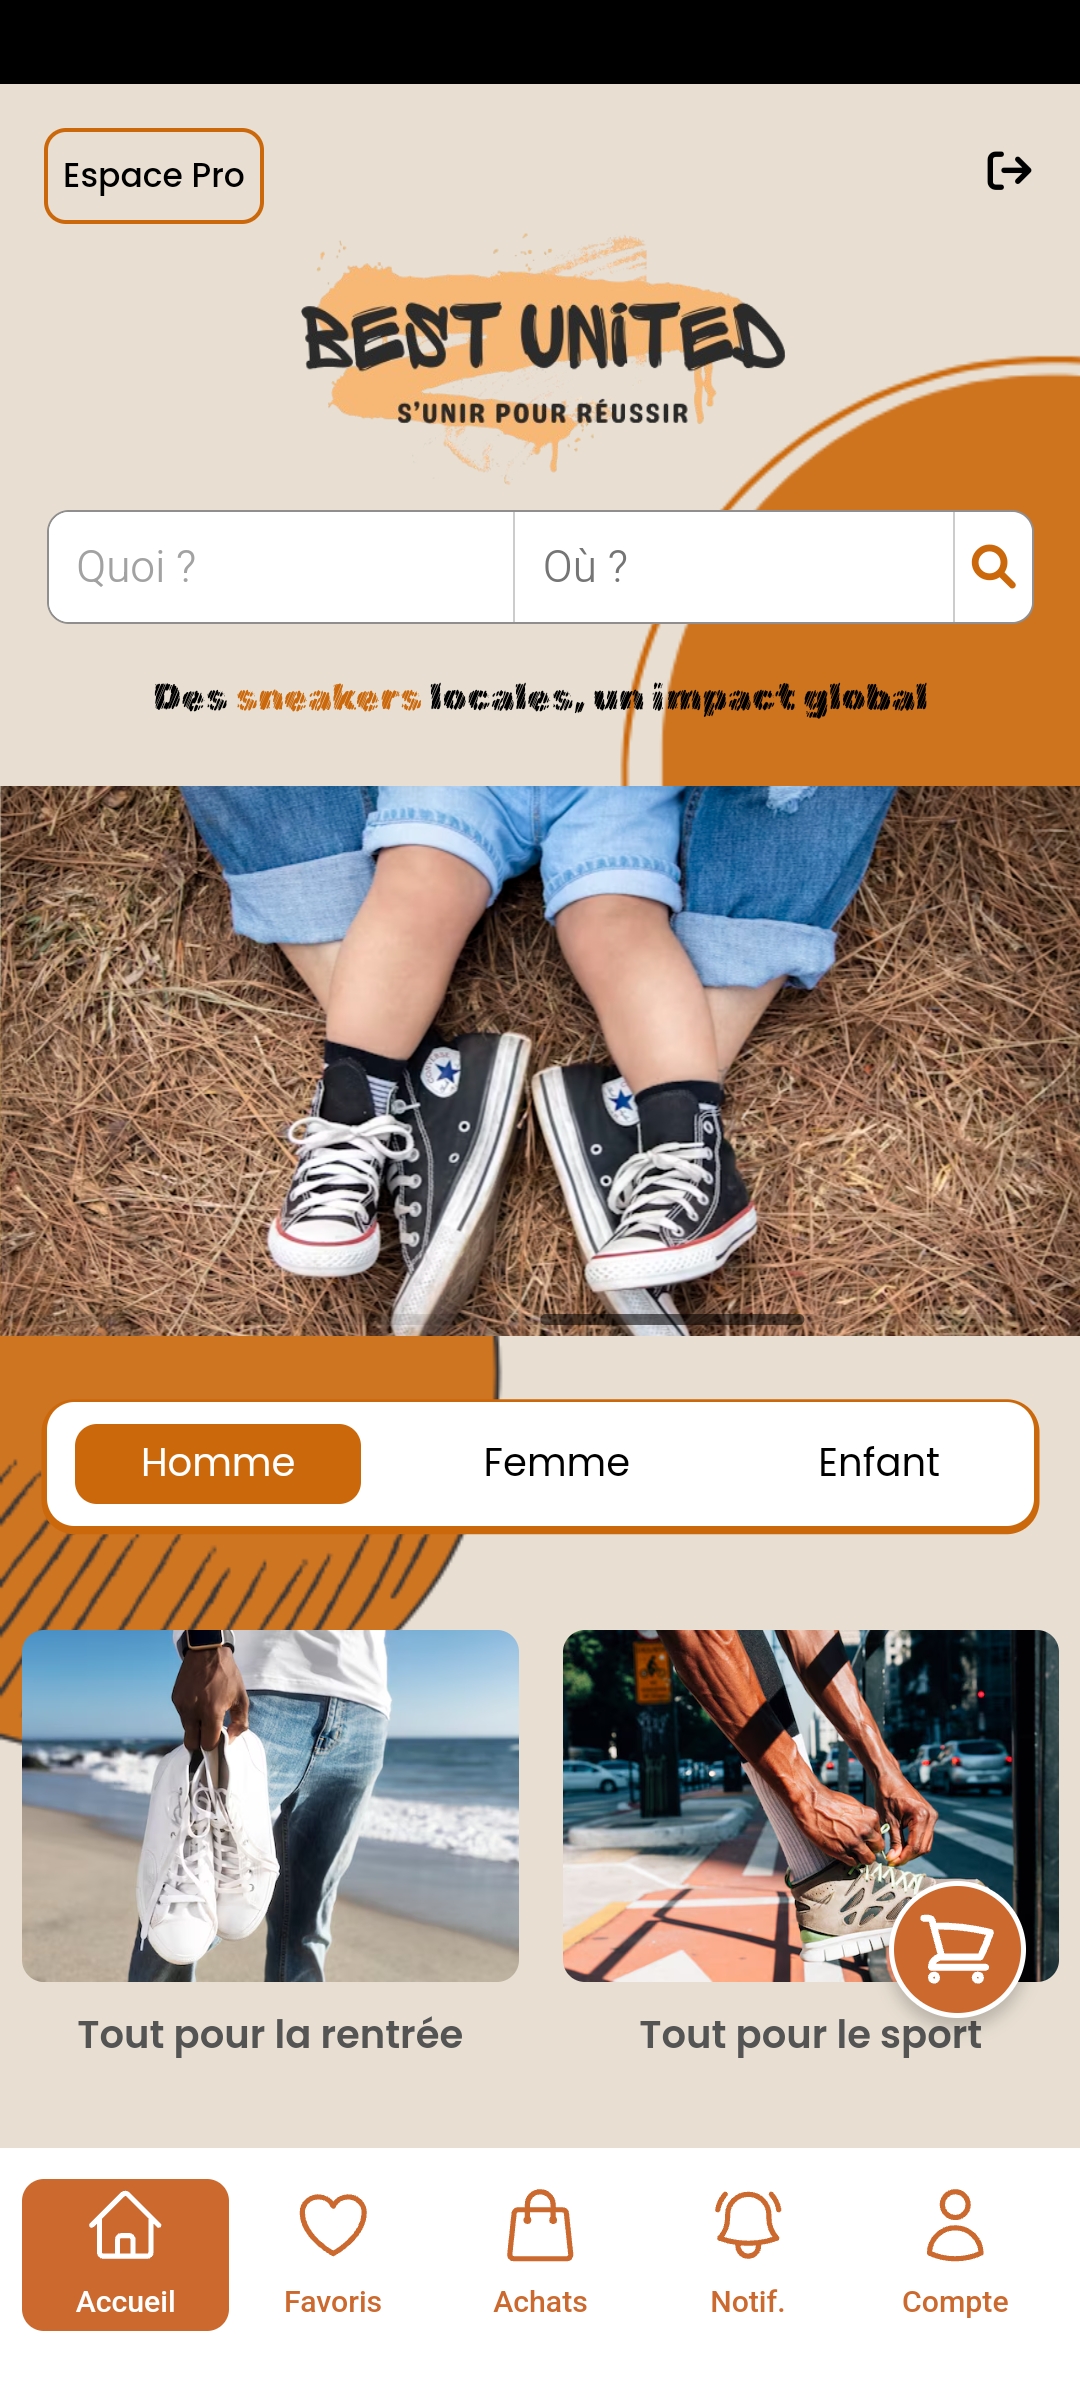 Espace Pro
BEST UNiTED
S'UNIR POUR RÉUSSIR
Quoi ?
Où ?
Des sneakers locales, un impact global
Homme
Femme
Enfant
Tout pour la rentrée
Tout pour le sport
Accueil
Favoris
Achats
Notif.
Compte